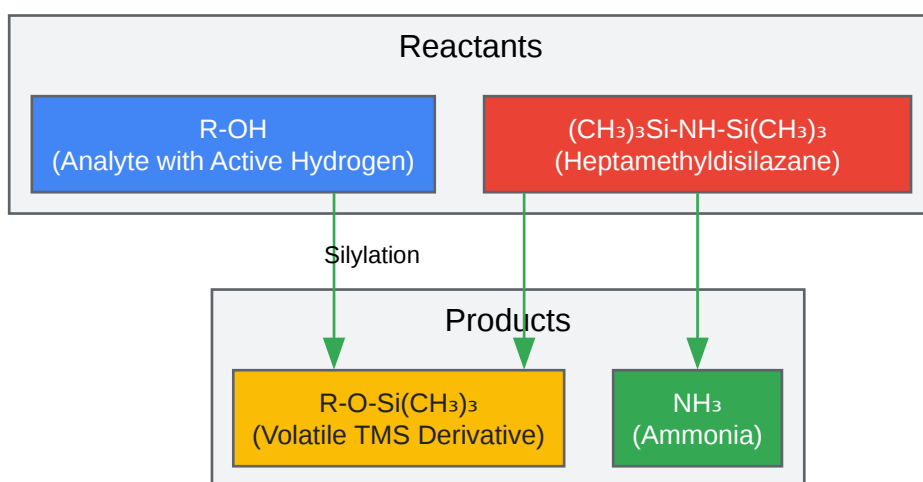 Reactants
R-OH
(Analyte with Active Hydrogen)
(CH₃)₃Si-NH-Si(CH₃)₃
(Heptamethyldisilazane)
Silylation
Products
R-O-Si(CH₃)₃
(Volatile TMS Derivative)
NH₃
(Ammonia)